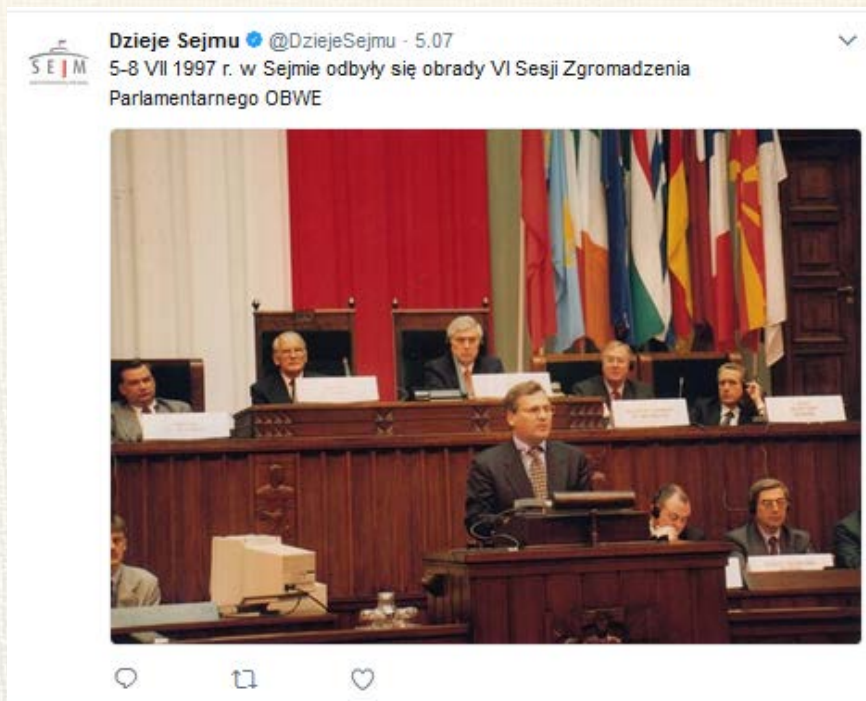 Dzieje Sejmu @DziejeSejmu · 5.07
SEJM
5-8 VII 1997 r. w Sejmie odbyły się obrady VI Sesji Zgromadzenia
Parlamentarnego OBWE